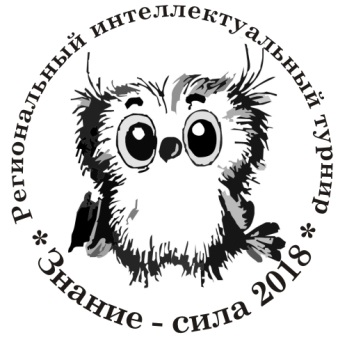 Региональный интеллектуальный турнир
* Знание - сила 2018 *